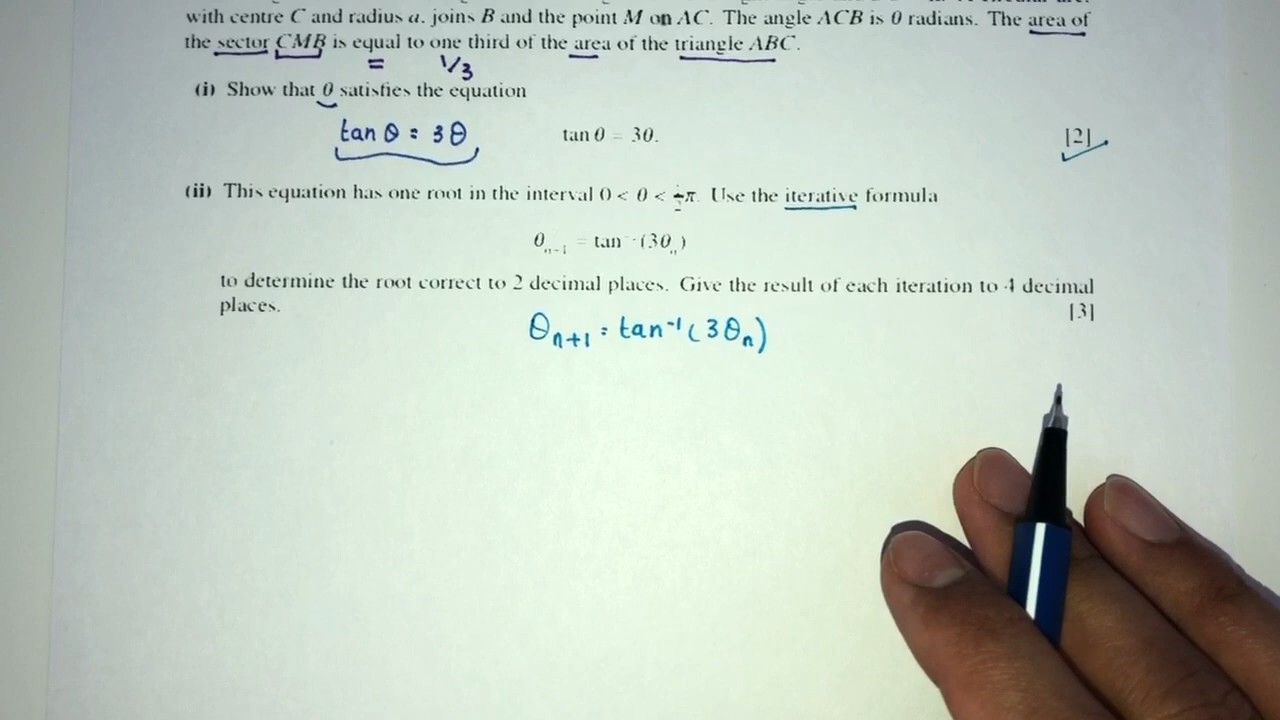 with centre C and radius a, joins B and the point M on AC. The angle ACB is θ radians. The area of
the sector CMB is equal to one third of the area of the triangle ABC.
= 1/3
(i) Show that θ satisfies the equation
tan θ = 3θ
tan θ = 3θ. [2]
(ii) This equation has one root in the interval 0 < θ < ½π. Use the iterative formula
θₙ₊₁ = tan⁻¹(3θₙ)
to determine the root correct to 2 decimal places. Give the result of each iteration to 4 decimal
places. [3]
θₙ₊₁ = tan⁻¹(3θₙ)